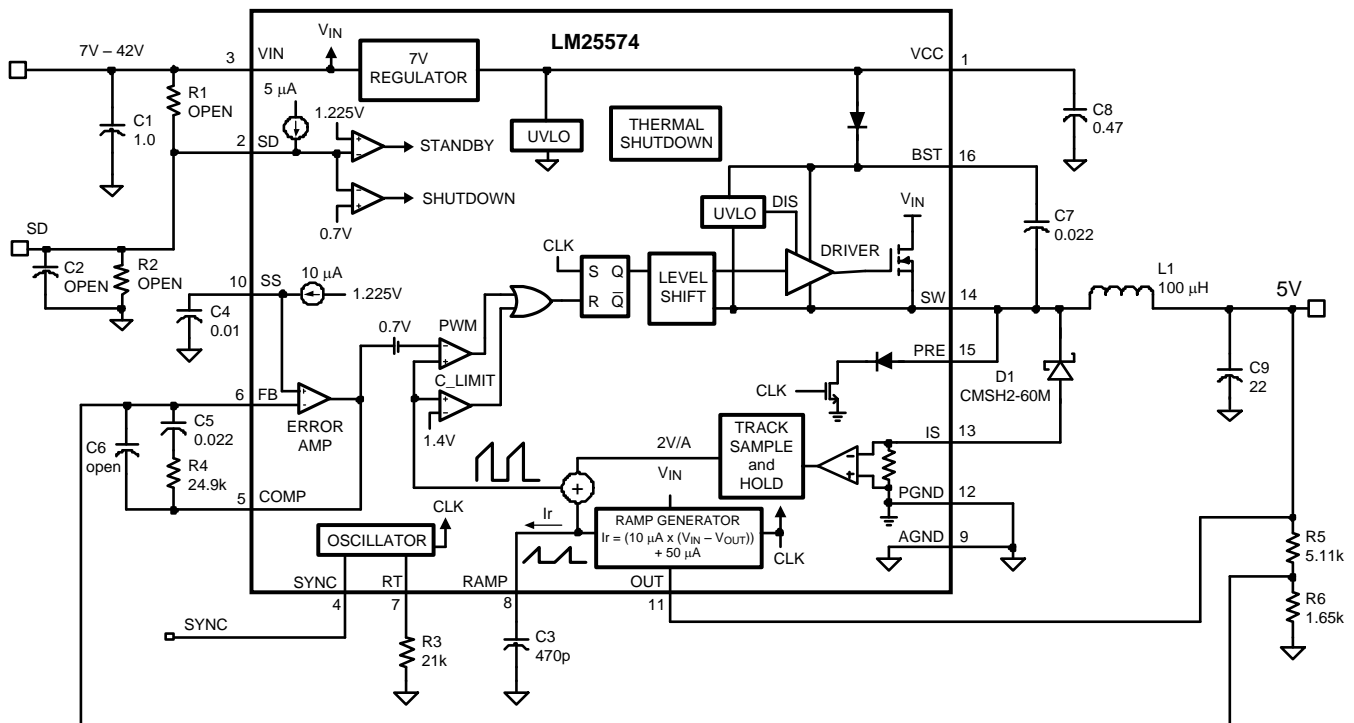 LM25574
7V – 42V
3
VIN
VIN
7V
REGULATOR
VCC
1
R1
OPEN
5 µA
1.225V
C1
1.0
2
SD
STANDBY
UVLO
THERMAL
SHUTDOWN
C8
0.47
SHUTDOWN
0.7V
BST
16
UVLO
DIS
VIN
C7
0.022
SD
C2
OPEN
R2
OPEN
10
SS
10 µA
1.225V
CLK
S
Q
R
Q
LEVEL
SHIFT
DRIVER
SW
14
L1
100 µH
5V
C4
0.01
0.7V
PWM
PRE
15
C_LIMIT
CLK
D1
CMSH2-60M
C9
22
6
FB
ERROR
AMP
1.4V
C5
0.022
C6
open
R4
24.9k
2V/A
TRACK
SAMPLE
and
HOLD
IS
13
5
COMP
VIN
PGND
12
CLK
OSCILLATOR
Ir
RAMP GENERATOR
Ir = (10 µA x (VIN – VOUT))
+ 50 µA
CLK
AGND
9
R5
5.11k
SYNC
RT
RAMP
OUT
4
7
8
11
R6
1.65k
SYNC
R3
21k
C3
470p